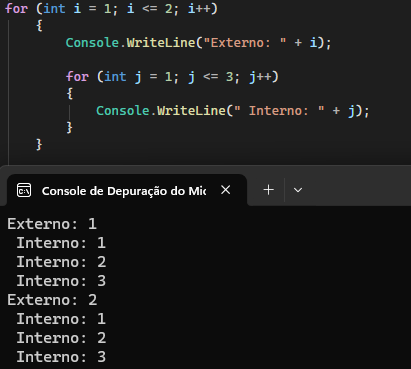 for (int i = 1; i <= 2; i++)
{
Console.WriteLine("Externo: " + i);
for (int j = 1; j <= 3; j++)
{
Console.WriteLine(" Interno: " + j);
}
}
Console de Depuração do Mic
Externo: 1
Interno: 1
Interno: 2
Interno: 3
Externo: 2
Interno: 1
Interno: 2
Interno: 3